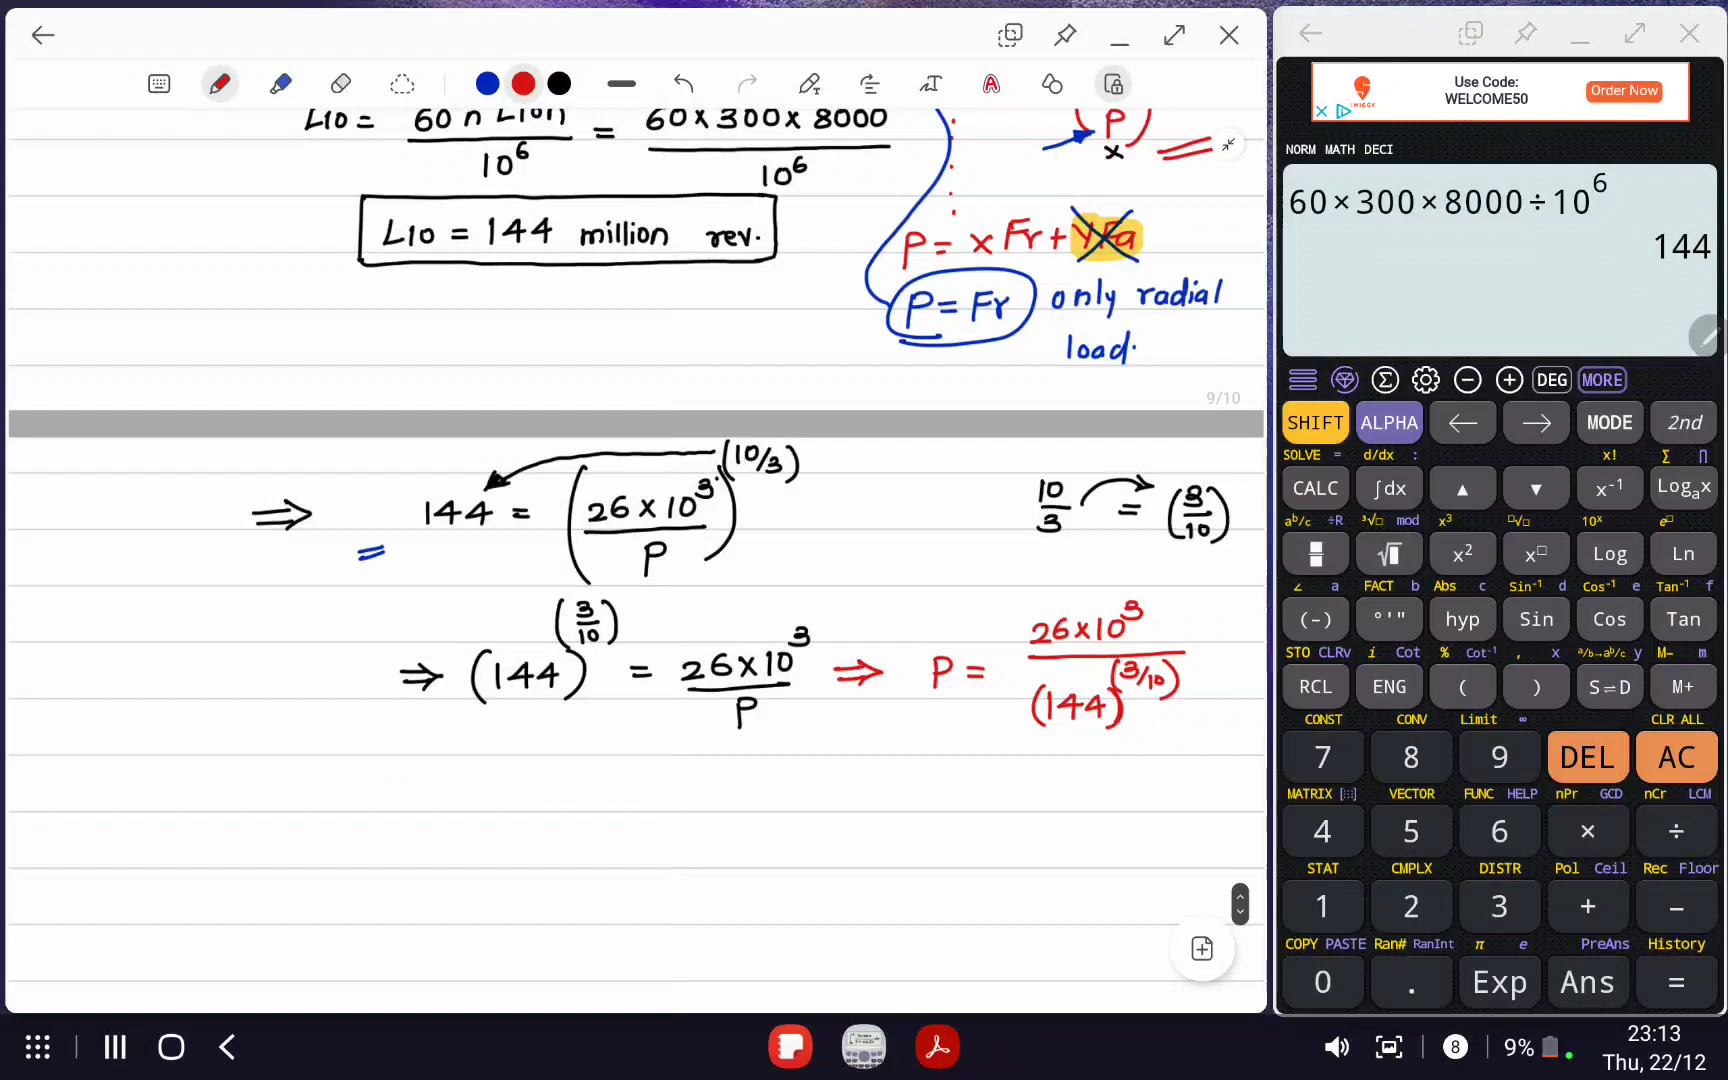 Use Code:
WELCOME50
Order Now
L10 = 60 n L10h / 10^6 = 60 x 300 x 8000 / 10^6
P
x
L10 = 144 million rev.
P = x Fr + YFa
P = Fr only radial
load.
9/10
⇒ 144 = (26 x 10^3 / P)^(10/3)
10/3 = (3/10)
=
⇒ (144)^(3/10) = 26x10^3 / P ⇒ P = 26x10^3 / (144)^(3/10)
NORM MATH DECI
60×300×8000÷10^6
144
DEG MORE
SHIFT ALPHA ← → MODE 2nd
SOLVE = d/dx : x! Σ ∏
CALC ∫dx ▲ ▼ x^-1 Log_a x
a^b/c ÷R ³√□ mod x³ □√□ 10^x e^□
√ x² x^□ Log Ln
∠ a FACT b Abs c Sin^-1 d Cos^-1 e Tan^-1 f
(-) °'" hyp Sin Cos Tan
STO CLRv i Cot % Cot^-1 , x a/b→a^b/c y M- m
RCL ENG ( ) S⇌D M+
CONST CONV Limit ∞ CLR ALL
7 8 9 DEL AC
MATRIX VECTOR FUNC HELP nPr GCD nCr LCM
4 5 6 × ÷
STAT CMPLX DISTR Pol Ceil Rec Floor
1 2 3 + -
COPY PASTE Ran# RanInt π e PreAns History
0 . Exp Ans =
8 9% 23:13
Thu, 22/12